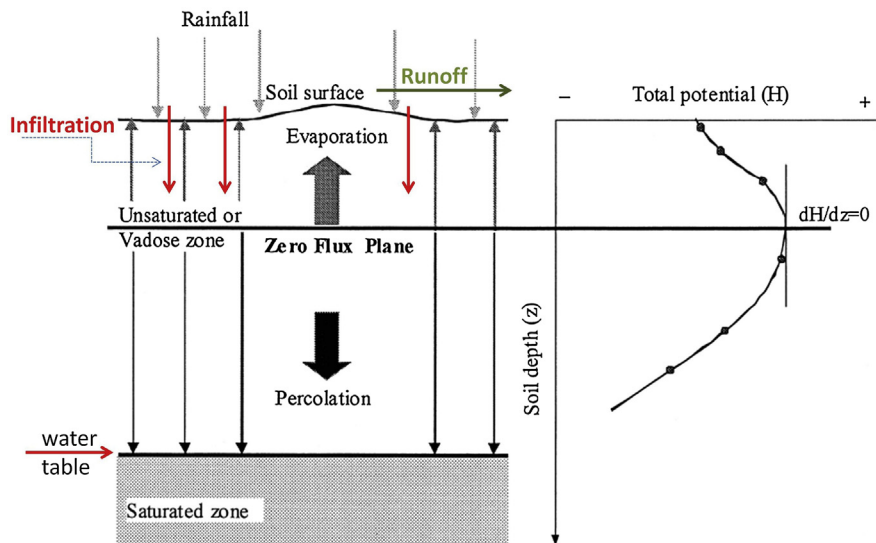 Rainfall
Runoff
Soil surface
Infiltration
Evaporation
Unsaturated or
Vadose zone
Zero Flux Plane
Percolation
water
table
Saturated zone
Total potential (H)
−
+
dH/dz=0
Soil depth (z)